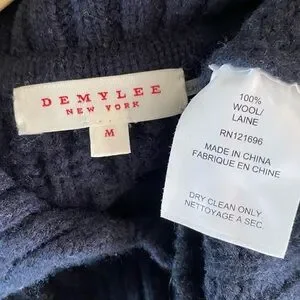 DEMYLEE
NEW YORK
M
100%
WOOL/
LAINE
RN121696
MADE IN CHINA
FABRIQUE EN CHINE
DRY CLEAN ONLY
NETTOYAGE A SEC